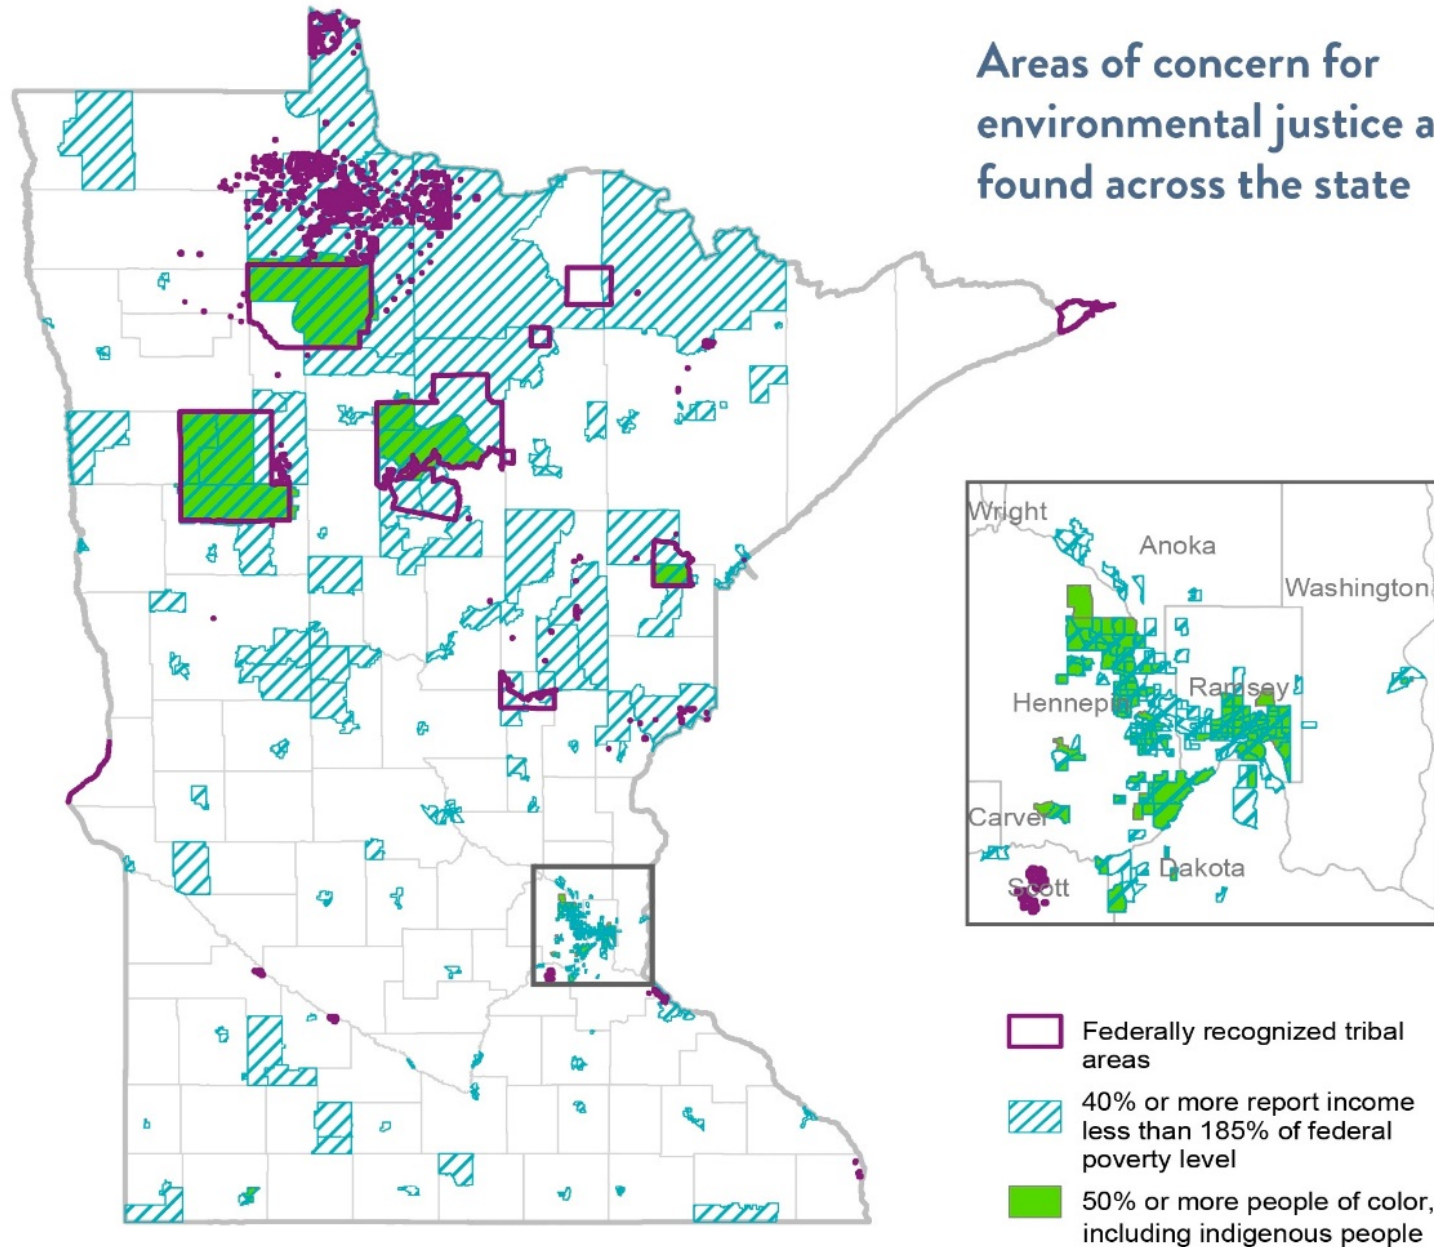 Areas of concern for
environmental justice a
found across the state
Wright
Anoka
Washington
Ramsey
Hennepin
Carver
Scott
Dakota
Federally recognized tribal
areas
40% or more report income
less than 185% of federal
poverty level
50% or more people of color,
including indigenous people